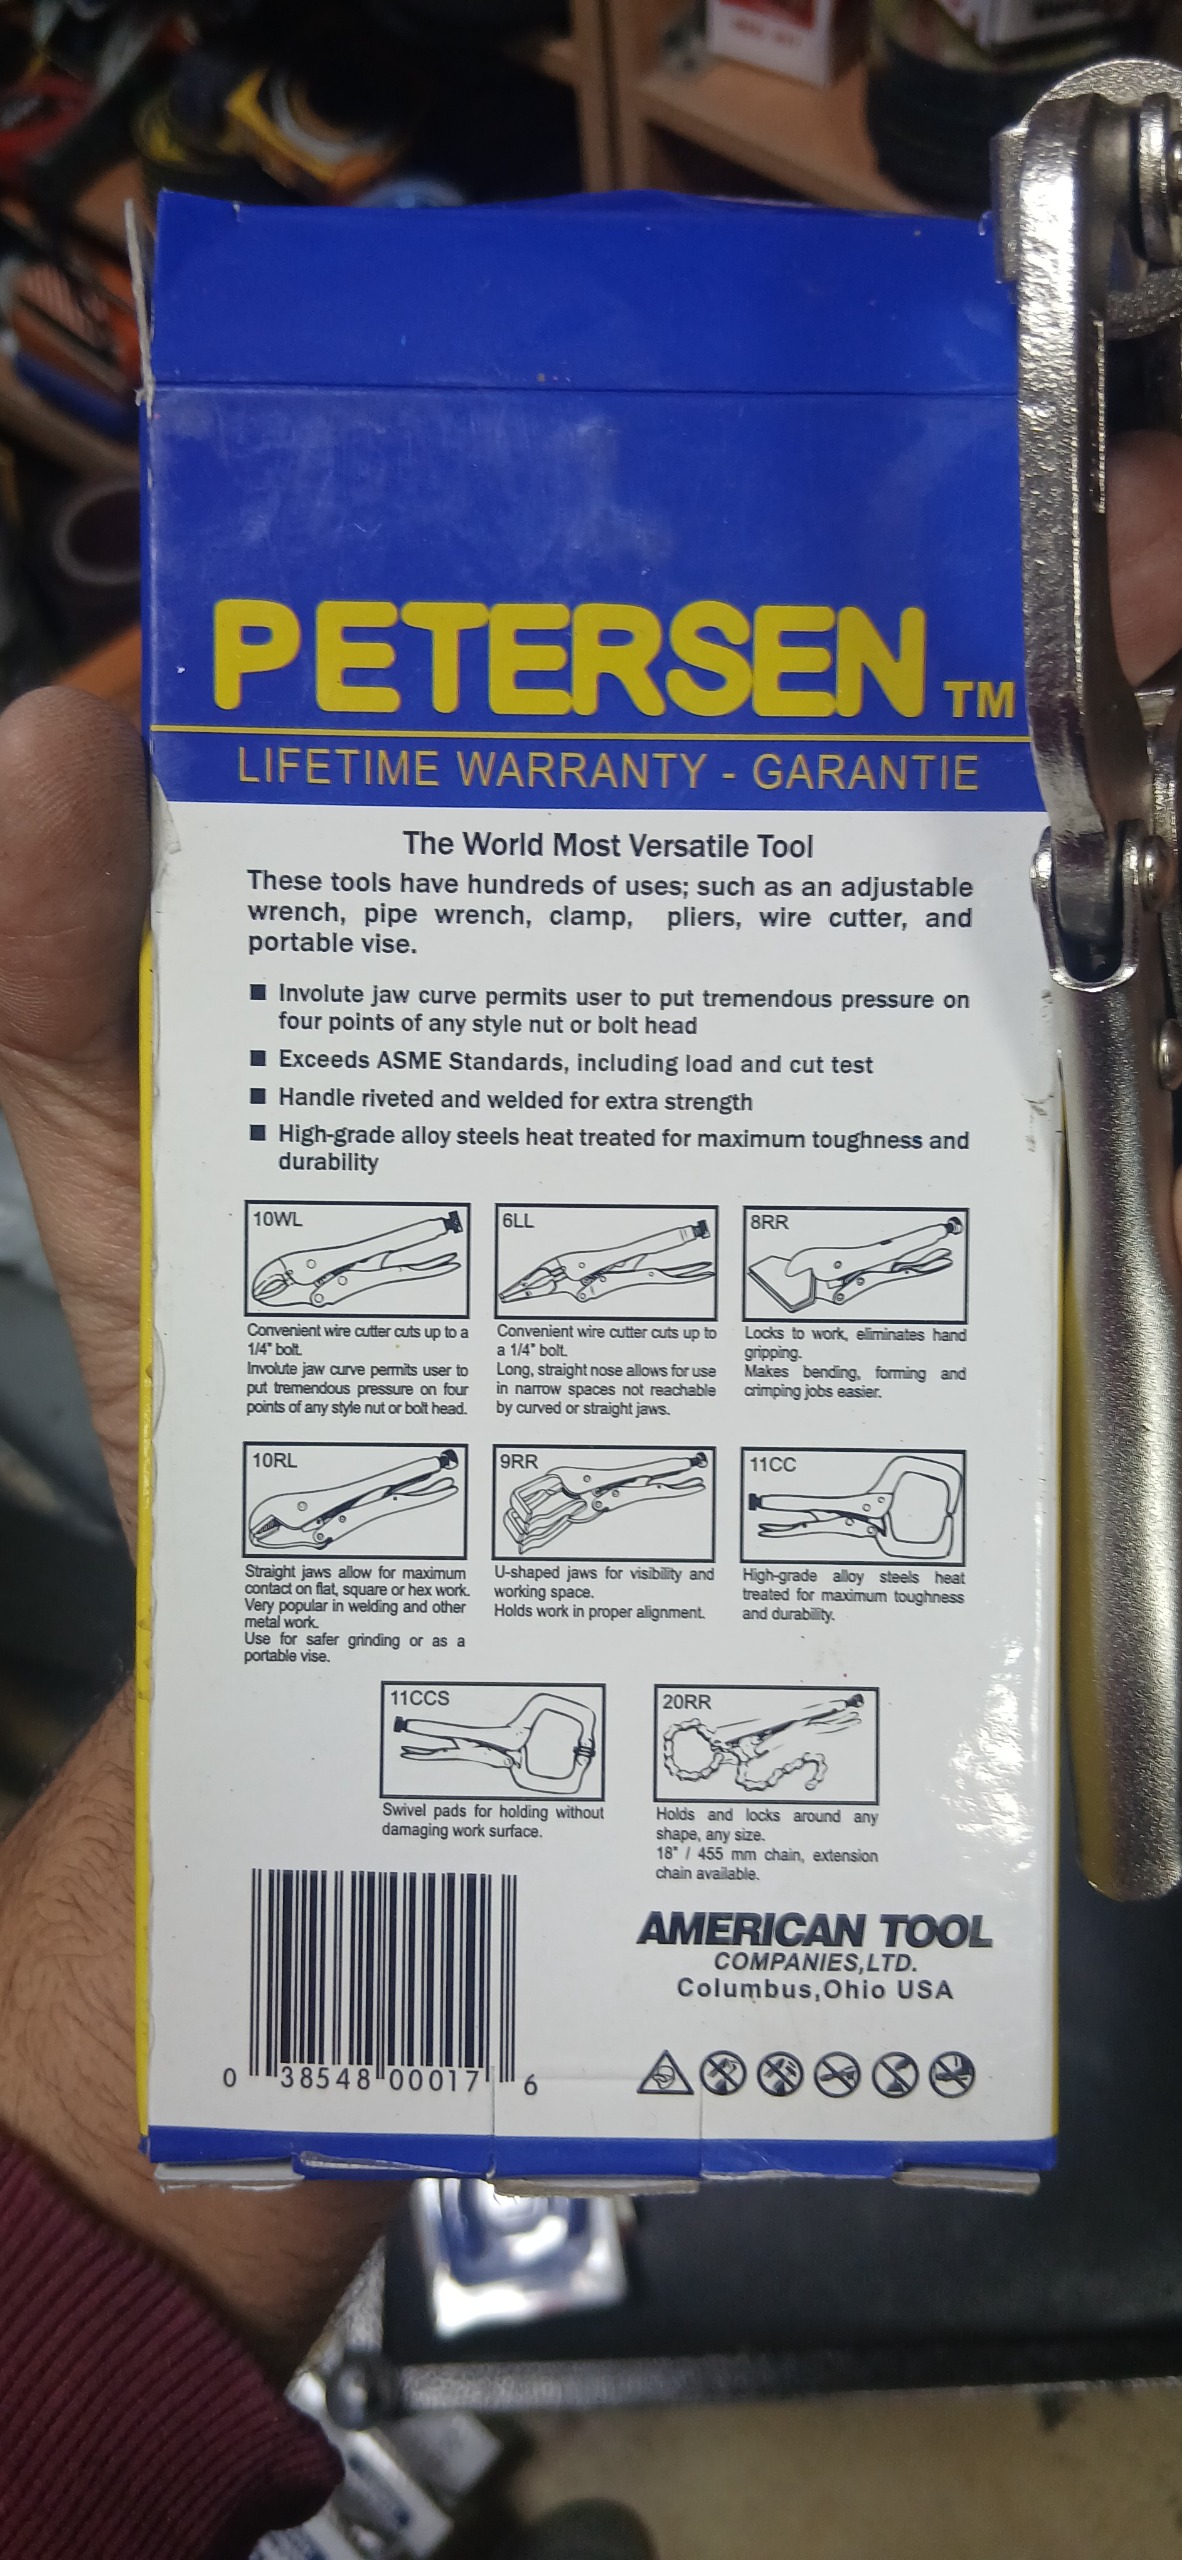 PETERSEN TM
LIFETIME WARRANTY - GARANTIE
The World Most Versatile Tool
These tools have hundreds of uses; such as an adjustable
wrench, pipe wrench, clamp, pliers, wire cutter, and
portable vise.
■ Involute jaw curve permits user to put tremendous pressure on
four points of any style nut or bolt head
■ Exceeds ASME Standards, including load and cut test
■ Handle riveted and welded for extra strength
■ High-grade alloy steels heat treated for maximum toughness and
durability
10WL
Convenient wire cutter cuts up to a
1/4" bolt.
Involute jaw curve permits user to
put tremendous pressure on four
points of any style nut or bolt head.
6LL
Convenient wire cutter cuts up to
a 1/4" bolt.
Long, straight nose allows for use
in narrow spaces not reachable
by curved or straight jaws.
8RR
Locks to work, eliminates hand
gripping.
Makes bending, forming and
crimping jobs easier.
10RL
Straight jaws allow for maximum
contact on flat, square or hex work.
Very popular in welding and other
metal work.
Use for safer grinding or as a
portable vise.
9RR
U-shaped jaws for visibility and
working space.
Holds work in proper alignment.
11CC
High-grade alloy steels heat
treated for maximum toughness
and durability.
11CCS
Swivel pads for holding without
damaging work surface.
20RR
Holds and locks around any
shape, any size.
18" / 455 mm chain, extension
chain available.
AMERICAN TOOL
COMPANIES,LTD.
Columbus,Ohio USA
0 38548 00017 6